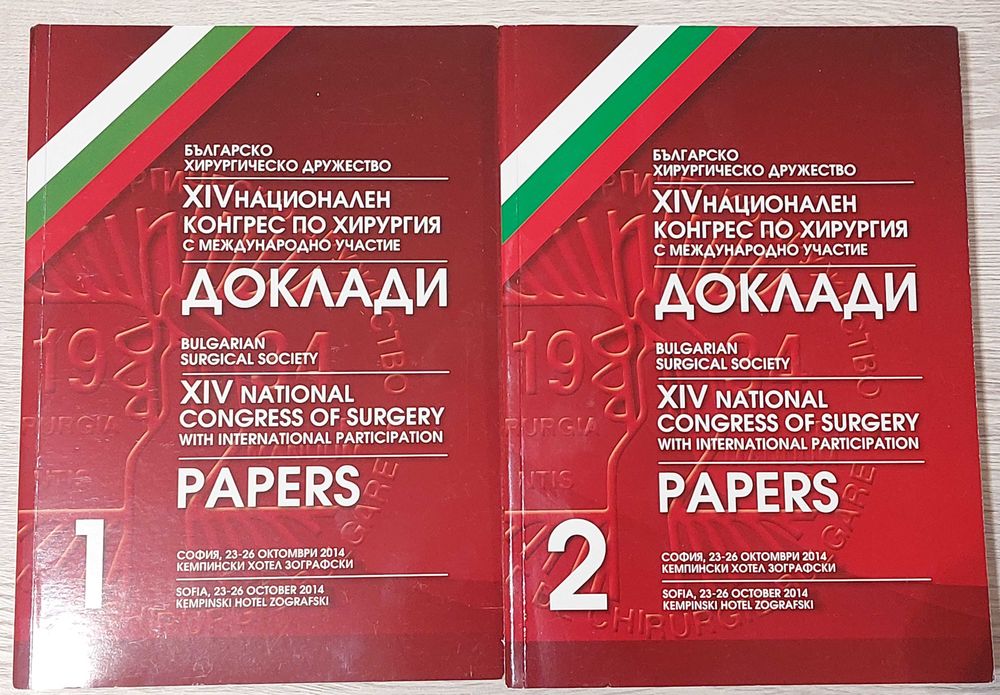 БЪЛГАРСКО
ХИРУРГИЧЕСКО ДРУЖЕСТВО
XIV НАЦИОНАЛЕН
КОНГРЕС ПО ХИРУРГИЯ
С МЕЖДУНАРОДНО УЧАСТИЕ
ДОКЛАДИ
BULGARIAN
SURGICAL SOCIETY
XIV NATIONAL
CONGRESS OF SURGERY
WITH INTERNATIONAL PARTICIPATION
PAPERS
1
СОФИЯ, 23-26 ОКТОМВРИ 2014
КЕМПИНСКИ ХОТЕЛ ЗОГРАФСКИ
SOFIA, 23-26 OCTOBER 2014
KEMPINSKI HOTEL ZOGRAFSKI
БЪЛГАРСКО
ХИРУРГИЧЕСКО ДРУЖЕСТВО
XIV НАЦИОНАЛЕН
КОНГРЕС ПО ХИРУРГИЯ
С МЕЖДУНАРОДНО УЧАСТИЕ
ДОКЛАДИ
BULGARIAN
SURGICAL SOCIETY
XIV NATIONAL
CONGRESS OF SURGERY
WITH INTERNATIONAL PARTICIPATION
PAPERS
2
СОФИЯ, 23-26 ОКТОМВРИ 2014
КЕМПИНСКИ ХОТЕЛ ЗОГРАФСКИ
SOFIA, 23-26 OCTOBER 2014
KEMPINSKI HOTEL ZOGRAFSKI